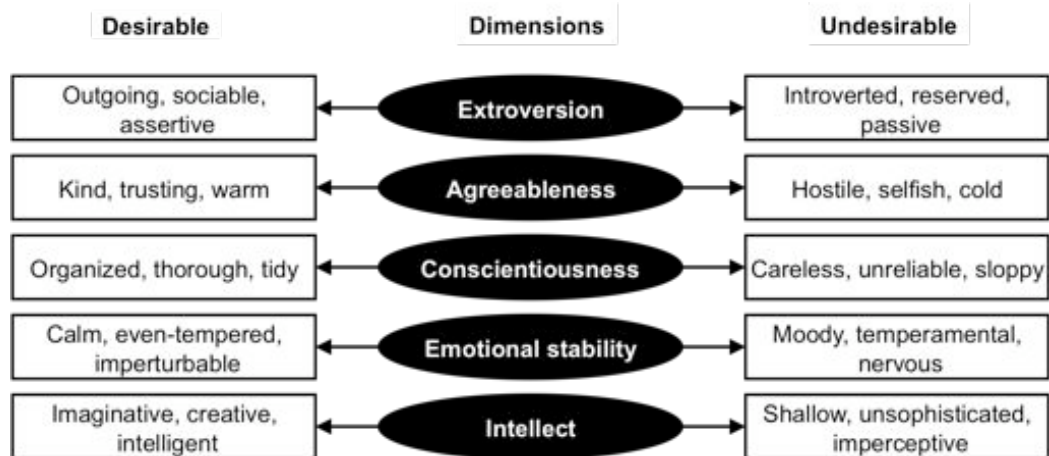 Desirable Dimensions Undesirable
Outgoing, sociable,
assertive
Extroversion
Introverted, reserved,
passive
Kind, trusting, warm
Agreeableness
Hostile, selfish, cold
Organized, thorough, tidy
Conscientiousness
Careless, unreliable, sloppy
Calm, even-tempered,
imperturbable
Emotional stability
Moody, temperamental,
nervous
Imaginative, creative,
intelligent
Intellect
Shallow, unsophisticated,
imperceptive